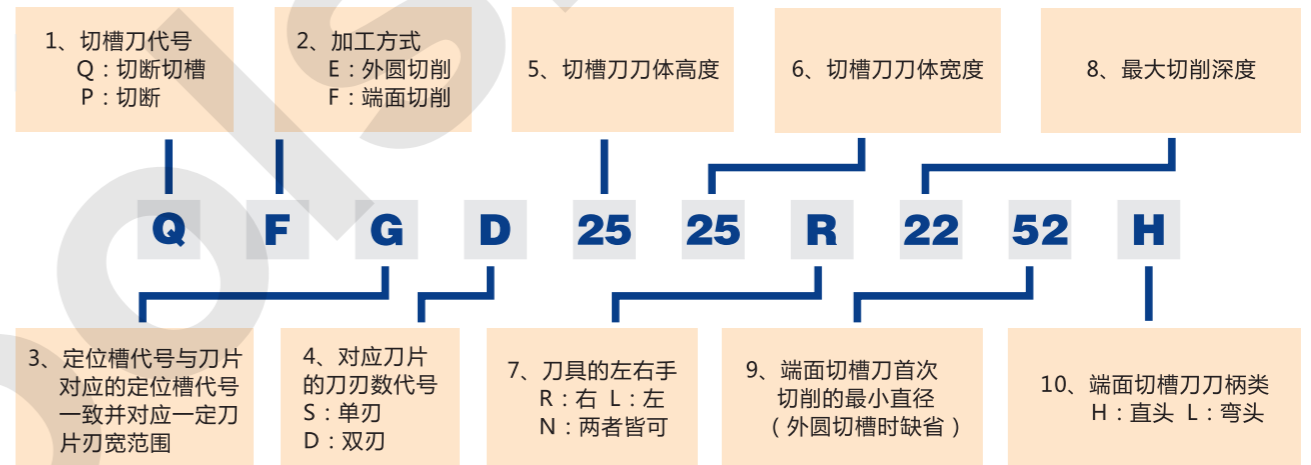 1、切槽刀代号
Q：切断切槽
P：切断
2、加工方式
E：外圆切削
F：端面切削
5、切槽刀刀体高度
6、切槽刀刀体宽度
8、最大切削深度
Q F G D 25 25 R 22 52 H
3、定位槽代号与刀片
对应的定位槽代号
一致并对应一定刀
片刃宽范围
4、对应刀片
的刀刃数代号
S：单刃
D：双刃
7、刀具的左右手
R：右 L：左
N：两者皆可
9、端面切槽刀首次
切削的最小直径
（外圆切槽时缺省）
10、端面切槽刀刀柄类
H：直头 L：弯头